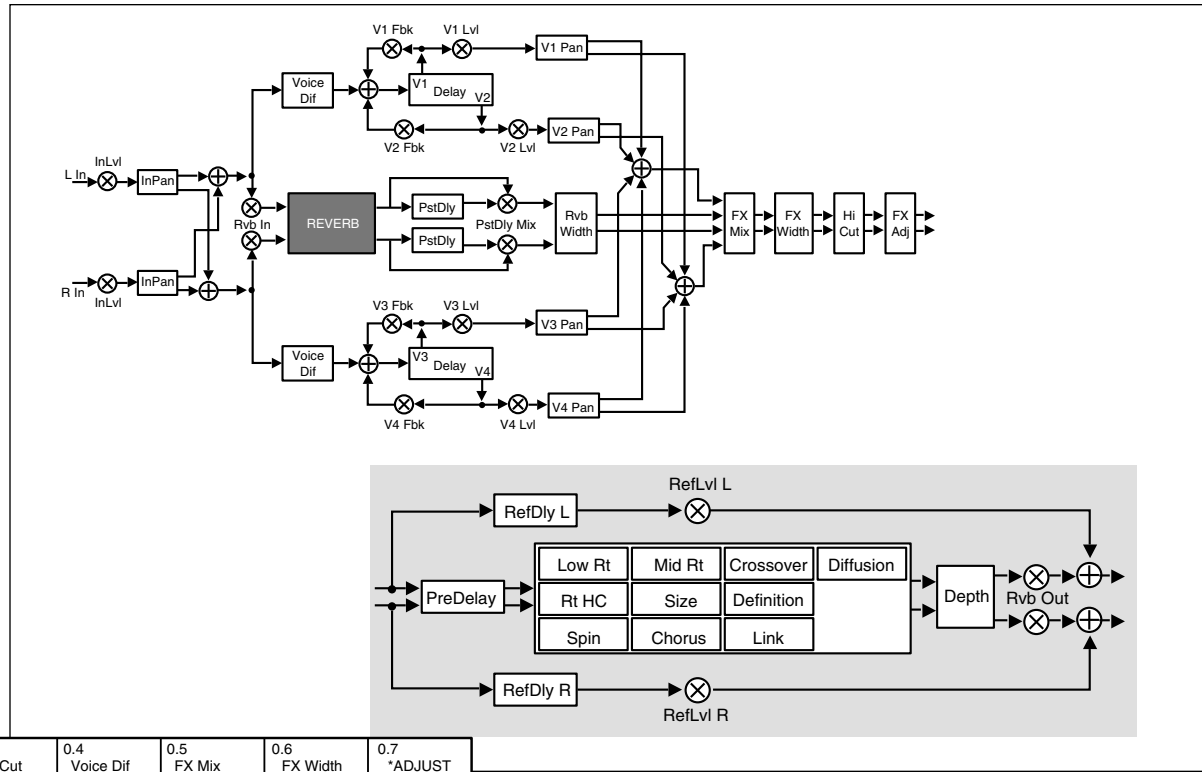 V1 Fbk
V1 Lvl
V1 Pan
Voice
Dif
V1
Delay
V2
V2 Fbk
V2 Lvl
V2 Pan
L In
InLvl
InPan
Rvb In
REVERB
PstDly
PstDly
PstDly Mix
Rvb
Width
FX
Mix
FX
Width
Hi
Cut
FX
Adj
R In
InLvl
InPan
V3 Fbk
V3 Lvl
V3 Pan
Voice
Dif
V3
Delay
V4
V4 Fbk
V4 Lvl
V4 Pan
RefLvl L
RefDly L
PreDelay
Low Rt
Mid Rt
Crossover
Diffusion
Rt HC
Size
Definition
Spin
Chorus
Link
Depth
Rvb Out
RefDly R
RefLvl R
Cut
0.4
Voice Dif
0.5
FX Mix
0.6
FX Width
0.7
*ADJUST